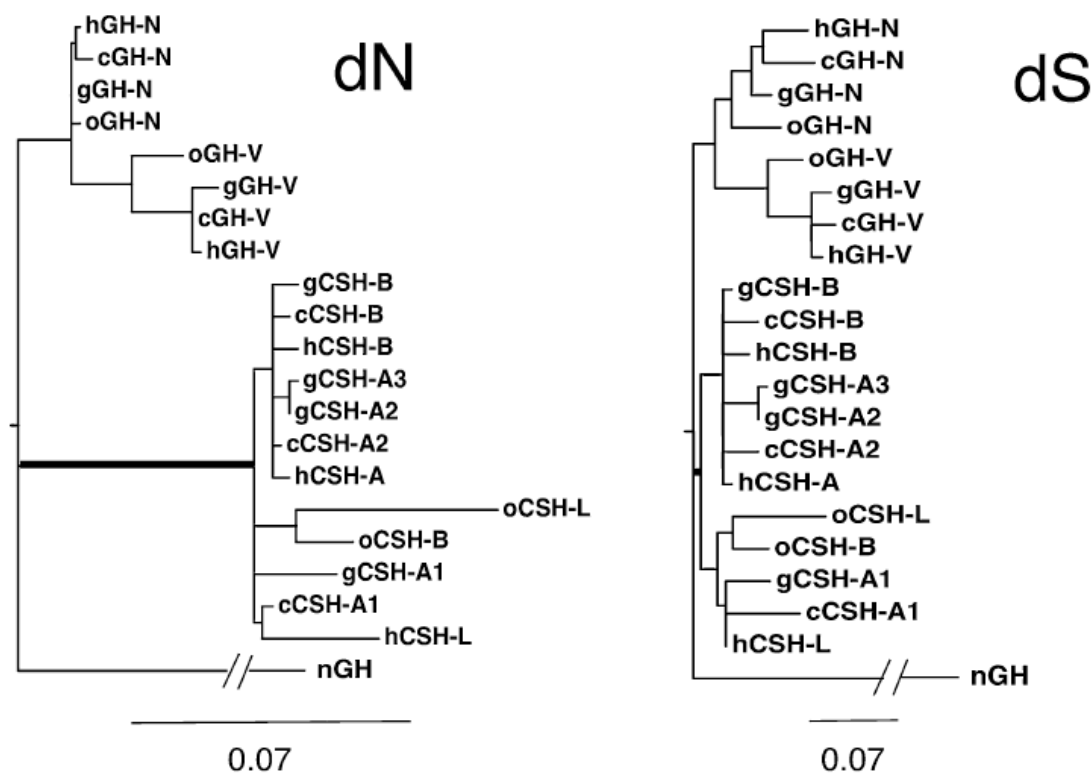 dN
hGH-N
cGH-N
gGH-N
oGH-N
oGH-V
gGH-V
cGH-V
hGH-V
gCSH-B
cCSH-B
hCSH-B
gCSH-A3
gCSH-A2
cCSH-A2
hCSH-A
oCSH-L
oCSH-B
gCSH-A1
cCSH-A1
hCSH-L
nGH
0.07
dS
hGH-N
cGH-N
gGH-N
oGH-N
oGH-V
gGH-V
cGH-V
hGH-V
gCSH-B
cCSH-B
hCSH-B
gCSH-A3
gCSH-A2
cCSH-A2
hCSH-A
oCSH-L
oCSH-B
gCSH-A1
cCSH-A1
hCSH-L
nGH
0.07